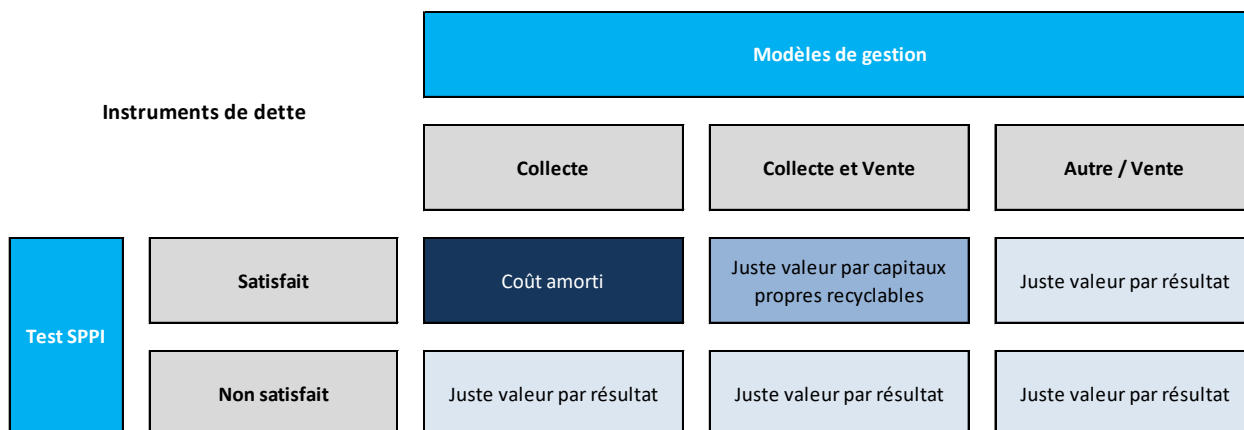 Modèles de gestion
Instruments de dette
Collecte
Collecte et Vente
Autre / Vente
Test SPPI
Satisfait
Coût amorti
Juste valeur par capitaux
propres recyclables
Juste valeur par résultat
Non satisfait
Juste valeur par résultat
Juste valeur par résultat
Juste valeur par résultat